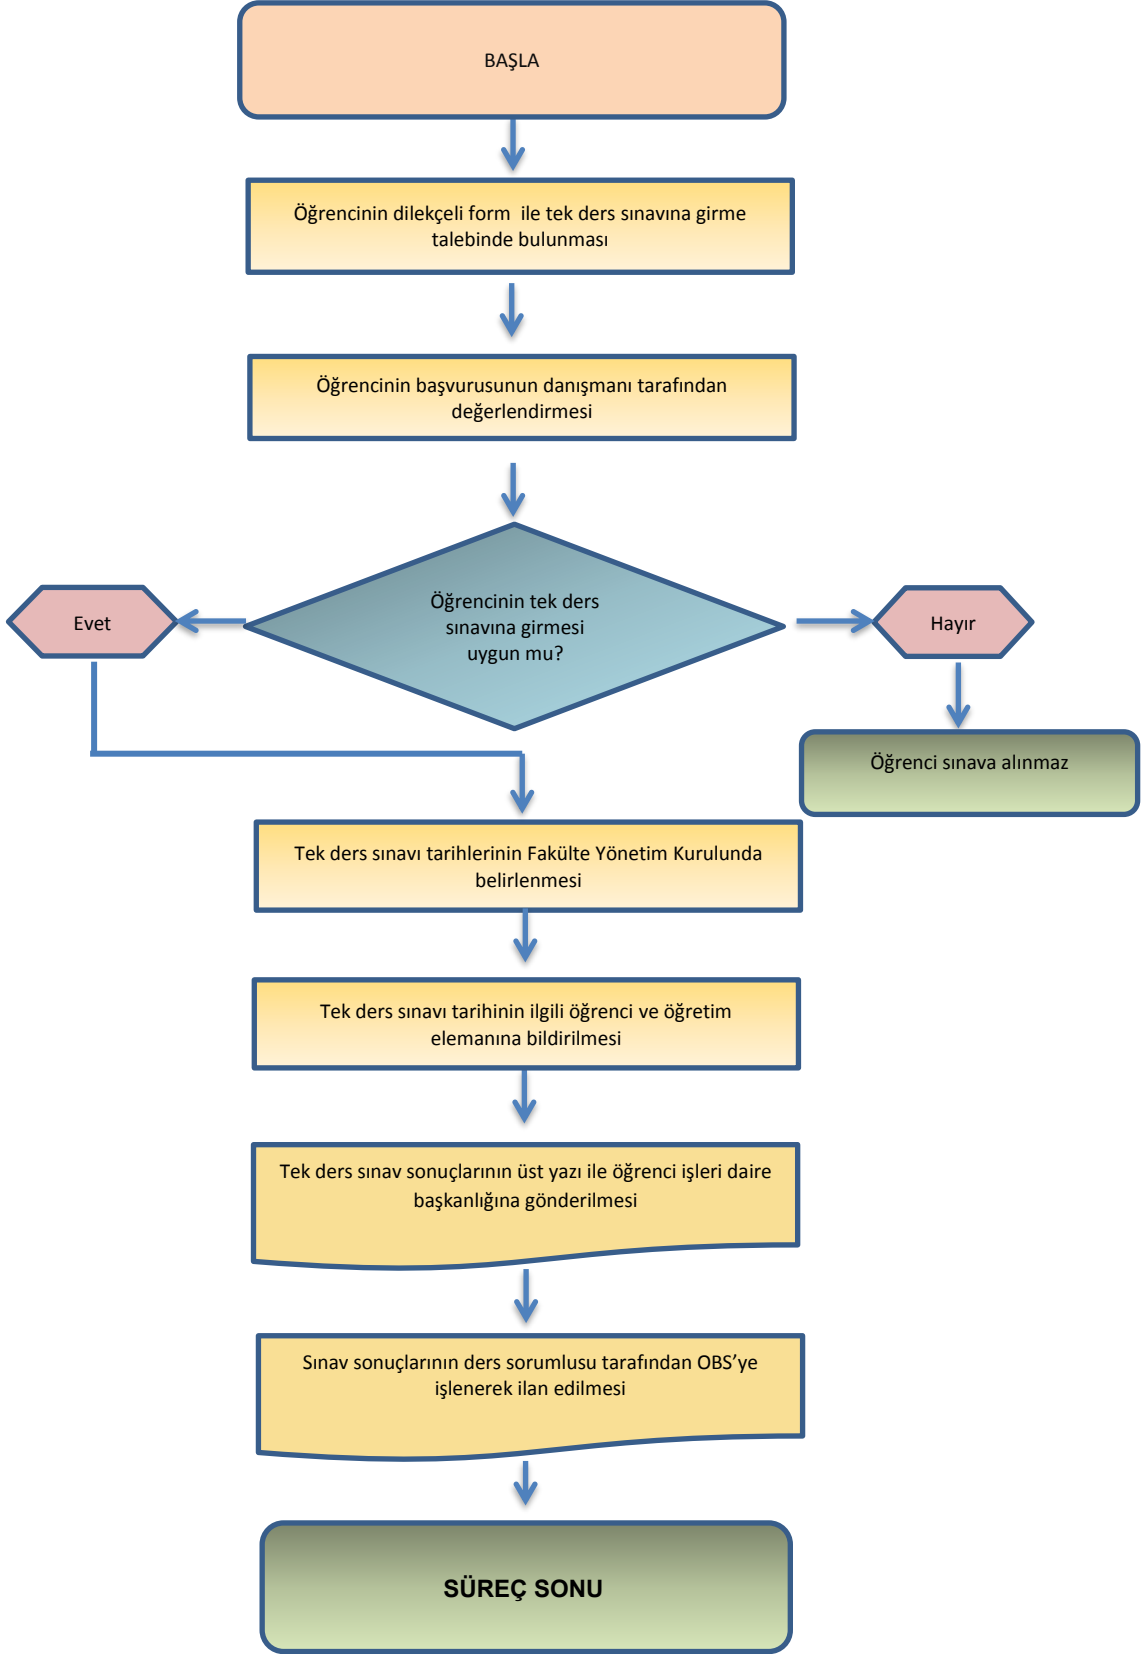 BAŞLA
Öğrencinin dilekçeli form ile tek ders sınavına girme
talebinde bulunması
Öğrencinin başvurusunun danışmanı tarafından
değerlendirmesi
Öğrencinin tek ders
sınavına girmesi
uygun mu?
Evet
Hayır
Öğrenci sınava alınmaz
Tek ders sınavı tarihlerinin Fakülte Yönetim Kurulunda
belirlenmesi
Tek ders sınavı tarihinin ilgili öğrenci ve öğretim
elemanına bildirilmesi
Tek ders sınav sonuçlarının üst yazı ile öğrenci işleri daire
başkanlığına gönderilmesi
Sınav sonuçlarının ders sorumlusu tarafından OBS’ye
işlenerek ilan edilmesi
SÜREÇ SONU